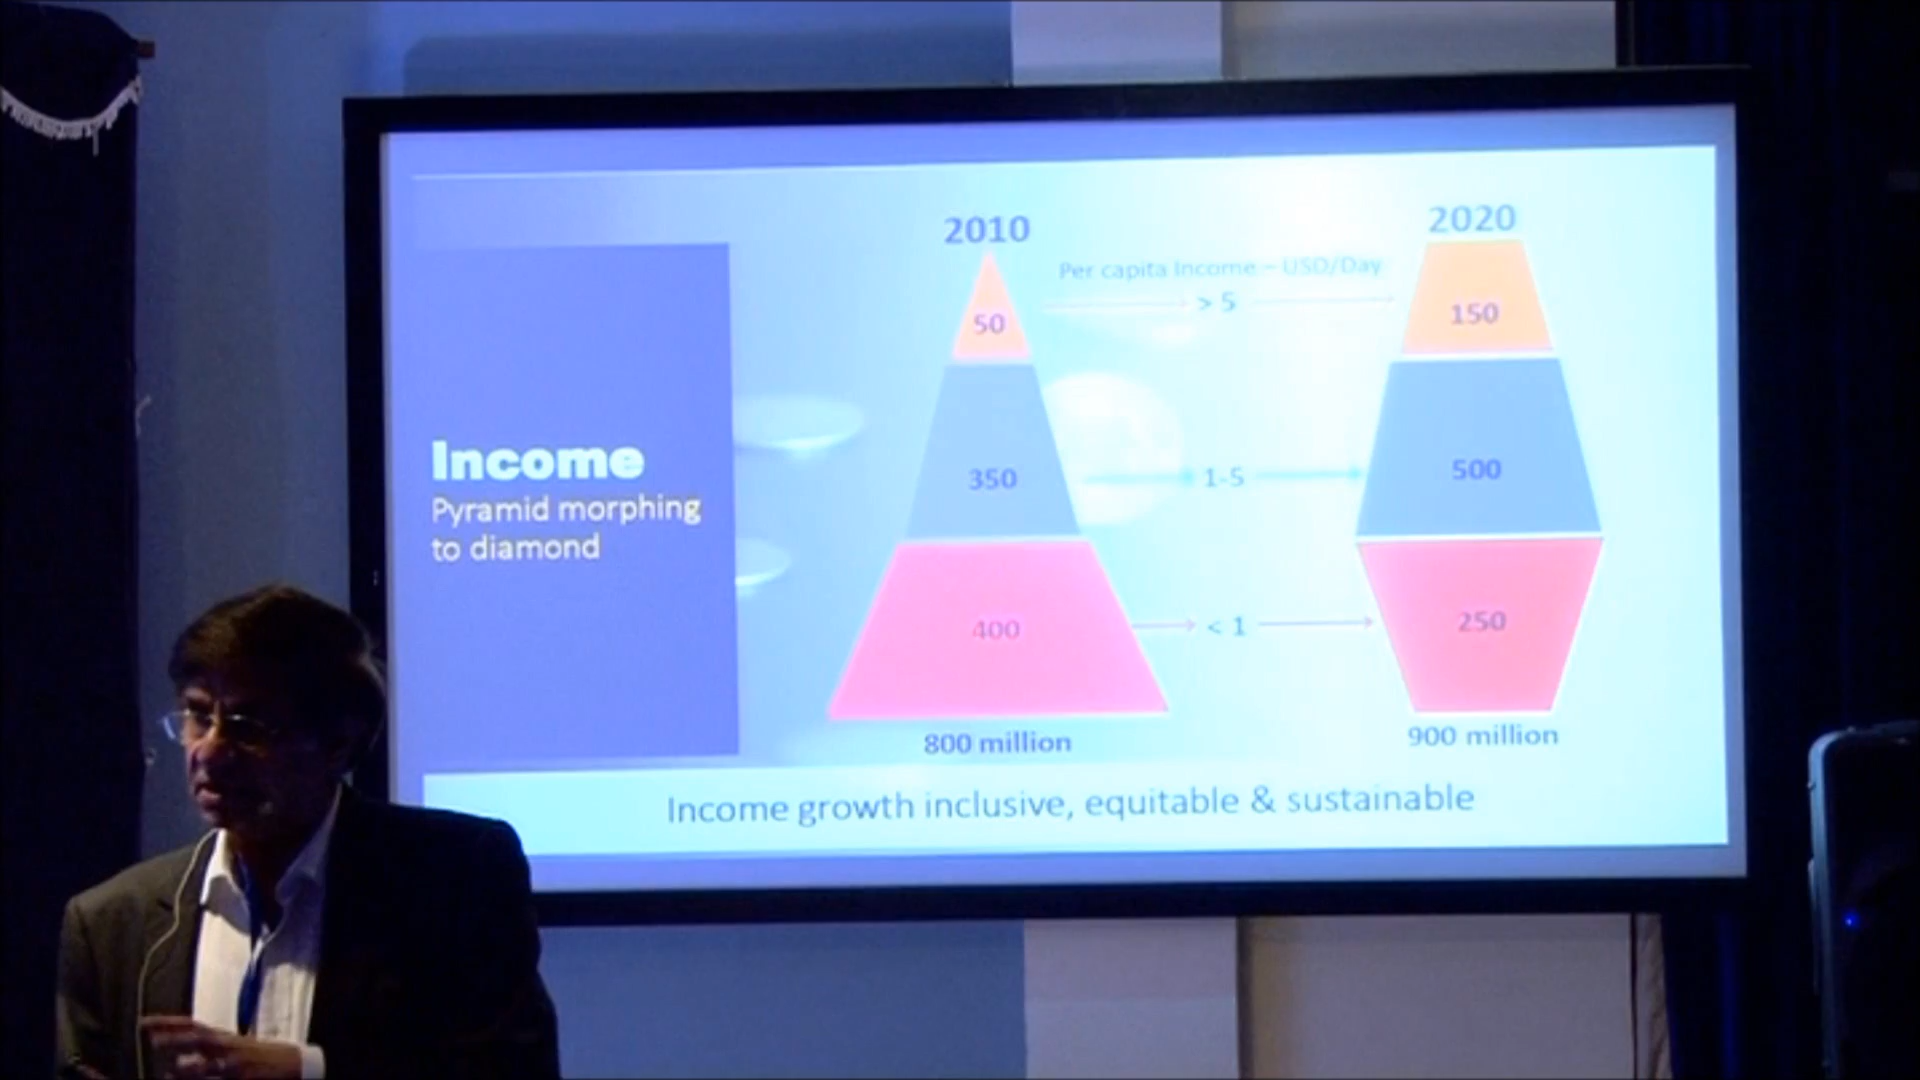 Income
Pyramid morphing
to diamond
2010
2020
Per capita Income – USD/Day
50
> 5
150
350
1-5
500
400
< 1
250
800 million
900 million
Income growth inclusive, equitable & sustainable